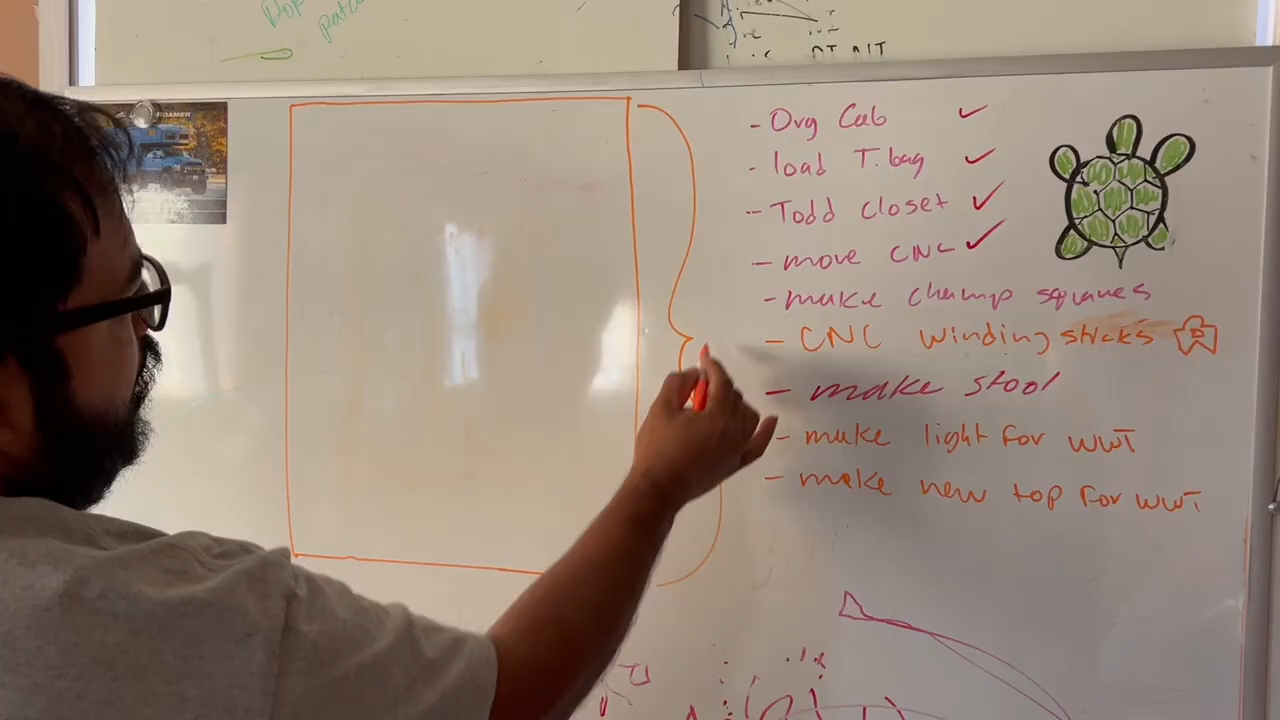 ROAMER
- Org Cab ✓
- load T. bag ✓
- Todd closet ✓
- move CNC ✓
- make champ squares
- CNC winding sticks
- make stool
- make light for WWT
- make new top for WWT